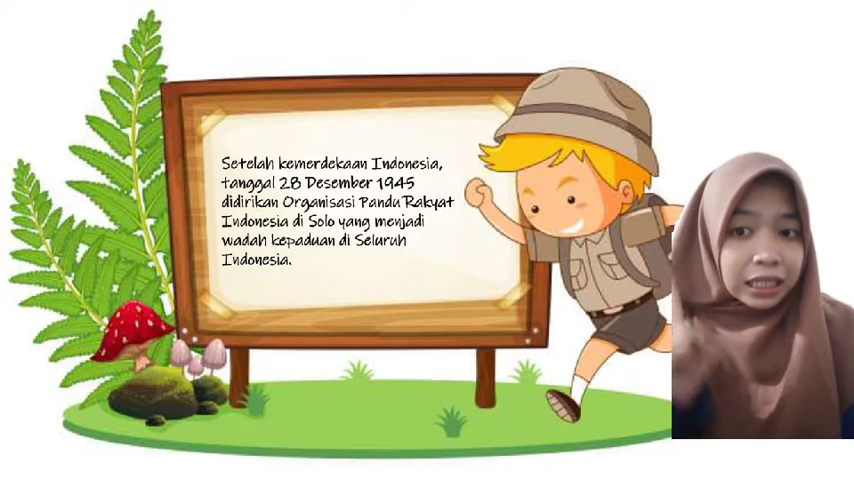 Setelah kemerdekaan Indonesia,
tanggal 28 Desember 1945
didirikan Organisasi Pandu Rakyat
Indonesia di Solo yang menjadi
wadah kepaduan di Seluruh
Indonesia.